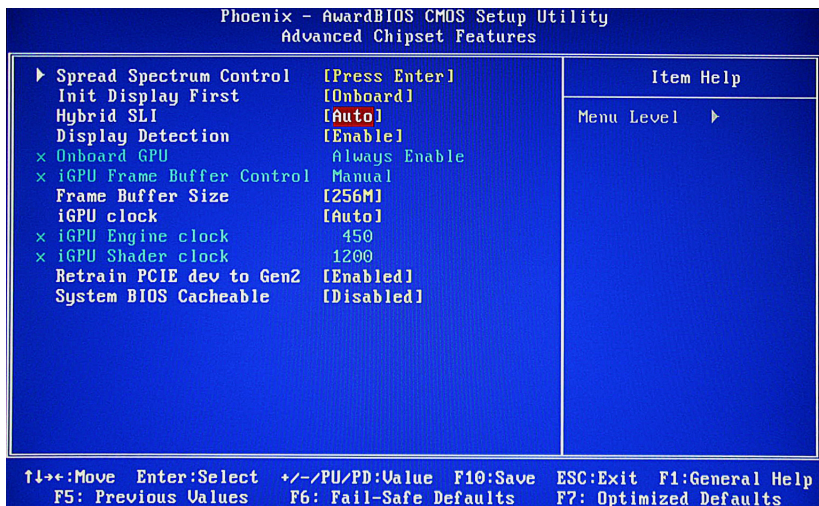 Phoenix - AwardBIOS CMOS Setup Utility
Advanced Chipset Features
Spread Spectrum Control [Press Enter]
Init Display First [Onboard]
Hybrid SLI [Auto]
Display Detection [Enable]
x Onboard GPU Always Enable
x iGPU Frame Buffer Control Manual
Frame Buffer Size [256M]
iGPU clock [Auto]
x iGPU Engine clock 450
x iGPU Shader clock 1200
Retrain PCIE dev to Gen2 [Enabled]
System BIOS Cacheable [Disabled]
Item Help
Menu Level
↑↓→←:Move Enter:Select +/-/PU/PD:Value F10:Save ESC:Exit F1:General Help
F5: Previous Values F6: Fail-Safe Defaults F7: Optimized Defaults